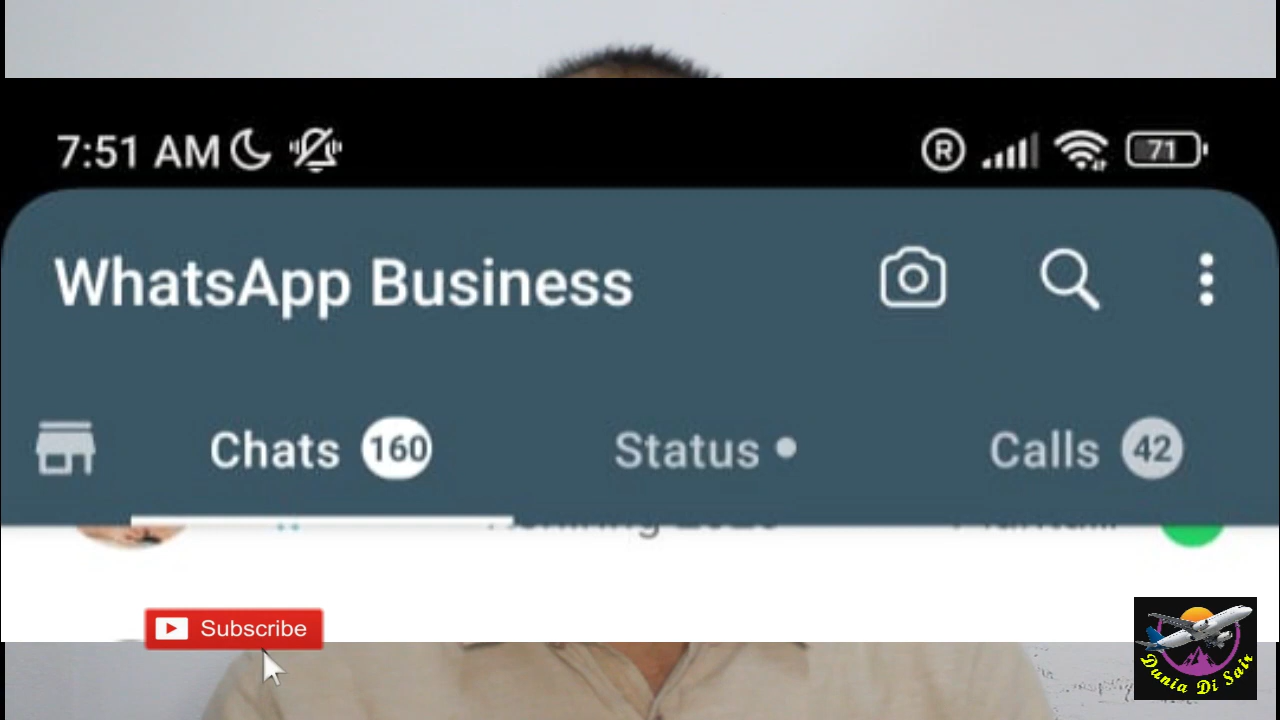 7:51 AM
R
71
WhatsApp Business
Chats 160
Status
Calls 42
Subscribe
Dunia Di Sair